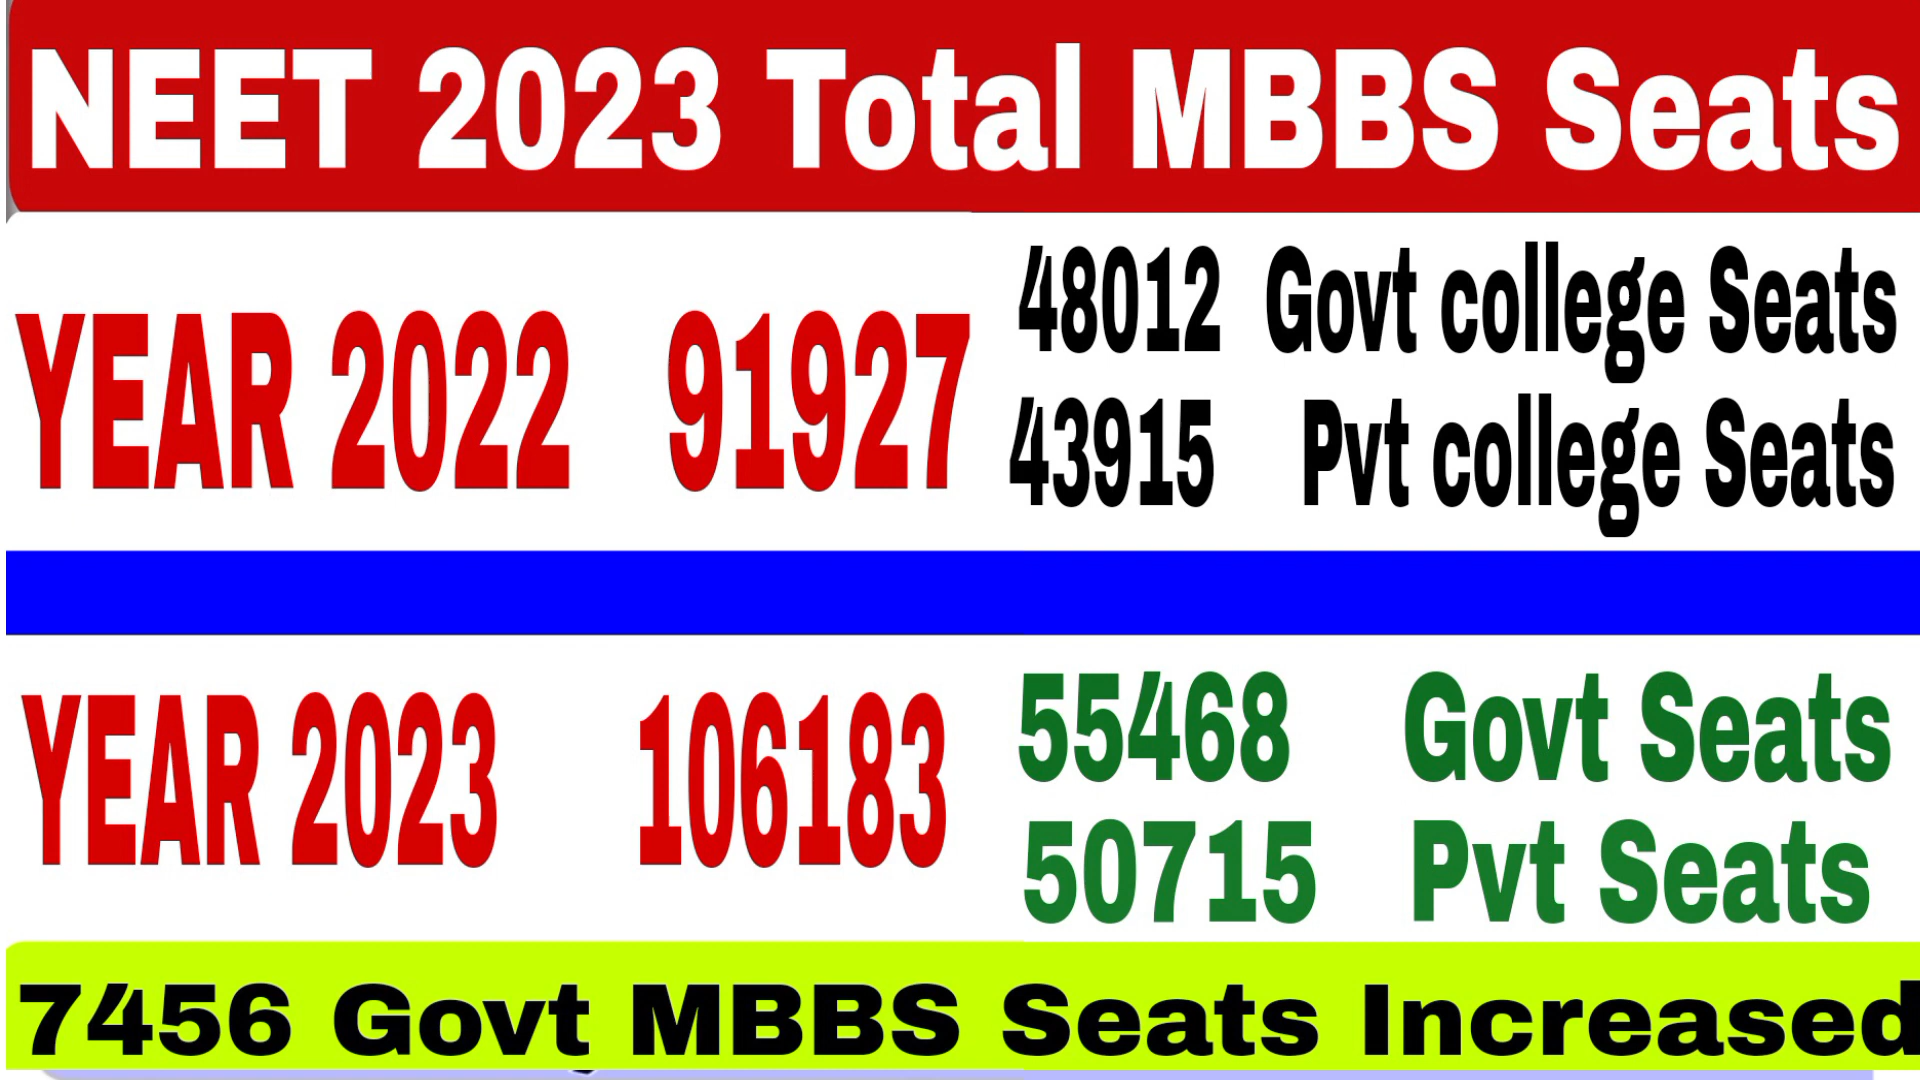 NEET 2023 Total MBBS Seats
YEAR 2022 91927
48012 Govt college Seats
43915 Pvt college Seats
YEAR 2023 106183
55468 Govt Seats
50715 Pvt Seats
7456 Govt MBBS Seats Increased